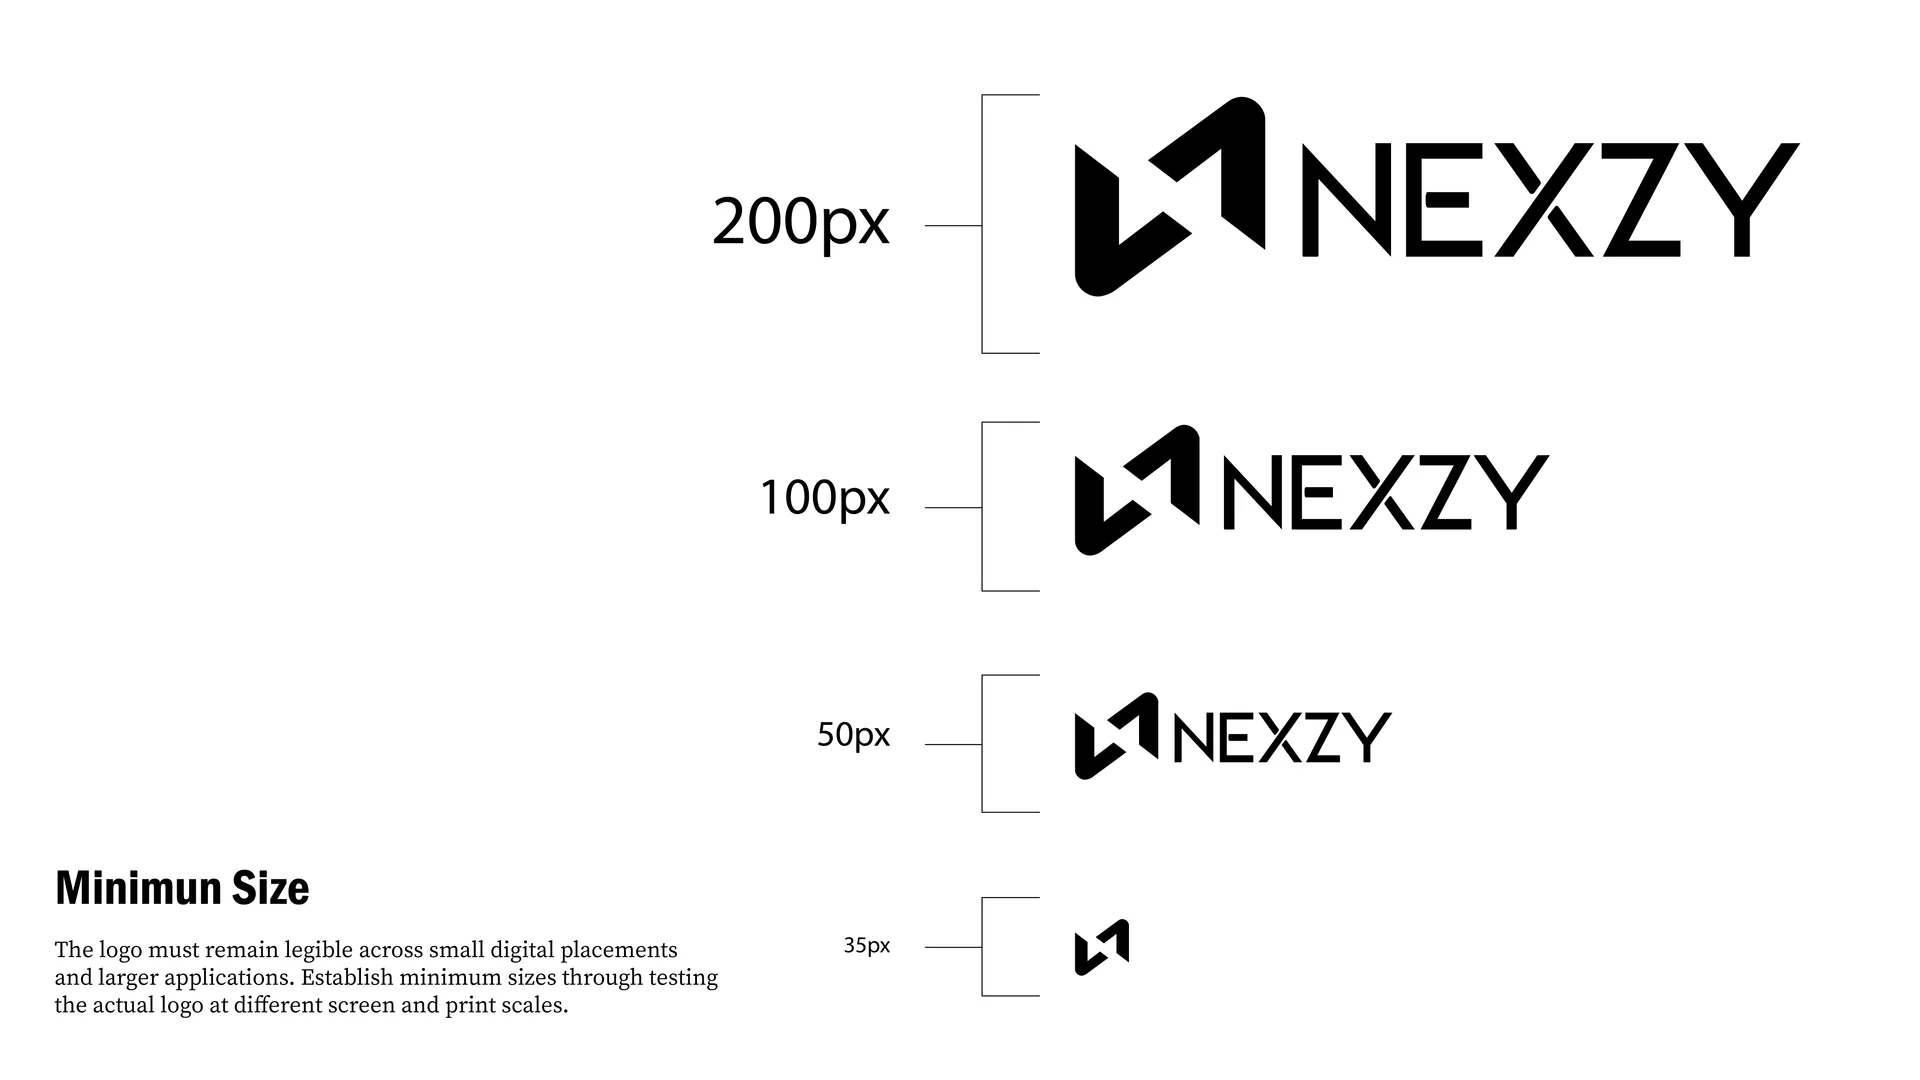 200px
NEXZY
100px
NEXZY
50px
NEXZY
35px
Minimun Size
The logo must remain legible across small digital placements
and larger applications. Establish minimum sizes through testing
the actual logo at different screen and print scales.